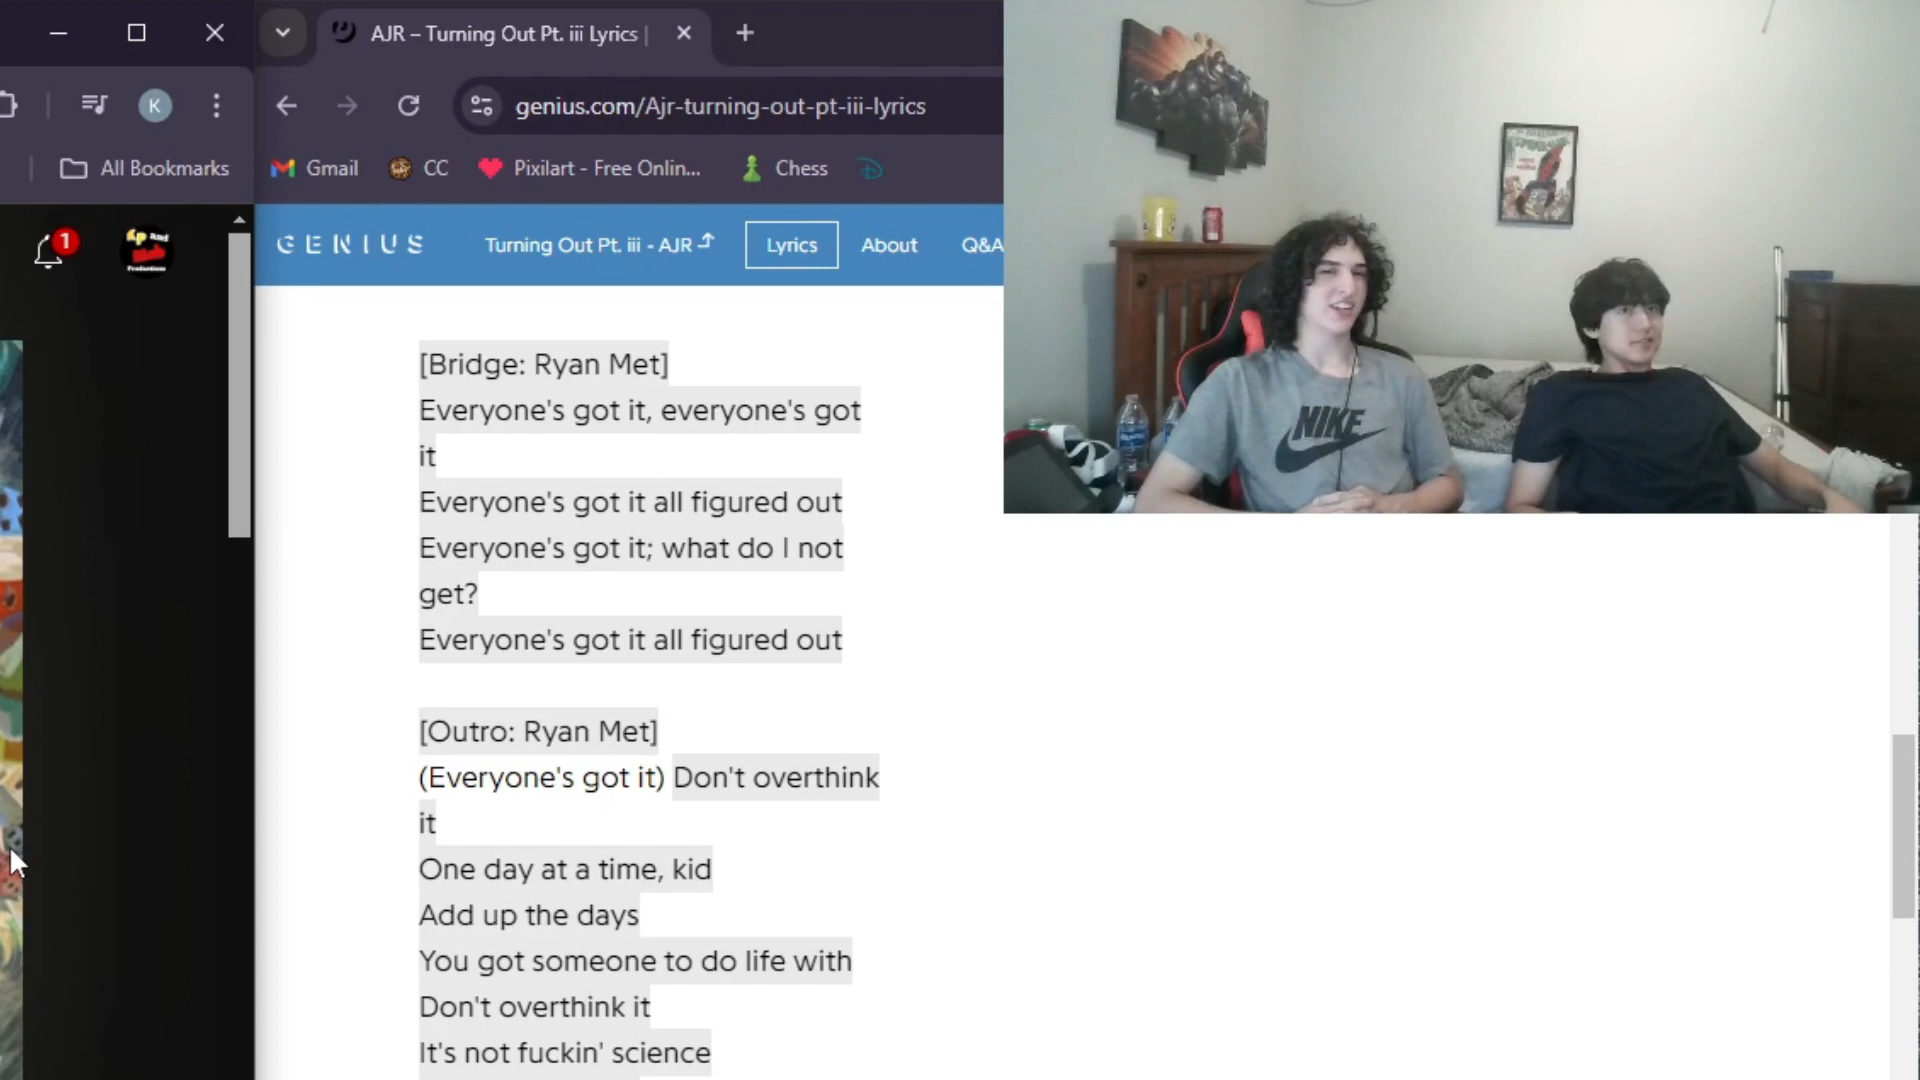 AJR – Turning Out Pt. iii Lyrics |
K
genius.com/Ajr-turning-out-pt-iii-lyrics
All Bookmarks
Gmail
CC
Pixilart - Free Onlin...
Chess
1
Kp and
Productions
GENIUS
Turning Out Pt. iii - AJR
Lyrics
About
Q&A
[Bridge: Ryan Met]
Everyone's got it, everyone's got
it
Everyone's got it all figured out
Everyone's got it; what do I not
get?
Everyone's got it all figured out
[Outro: Ryan Met]
(Everyone's got it) Don't overthink
it
One day at a time, kid
Add up the days
You got someone to do life with
Don't overthink it
It's not fuckin' science
NIKE